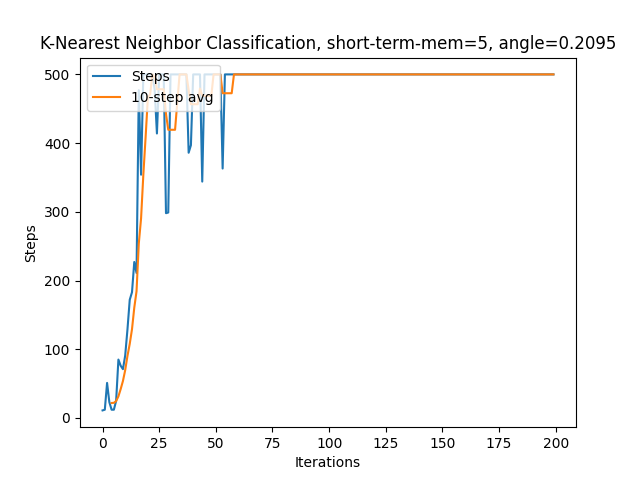 K-Nearest Neighbor Classification, short-term-mem=5, angle=0.2095
Steps
10-step avg
500
400
300
200
100
0
Steps
0 25 50 75 100 125 150 175 200
Iterations